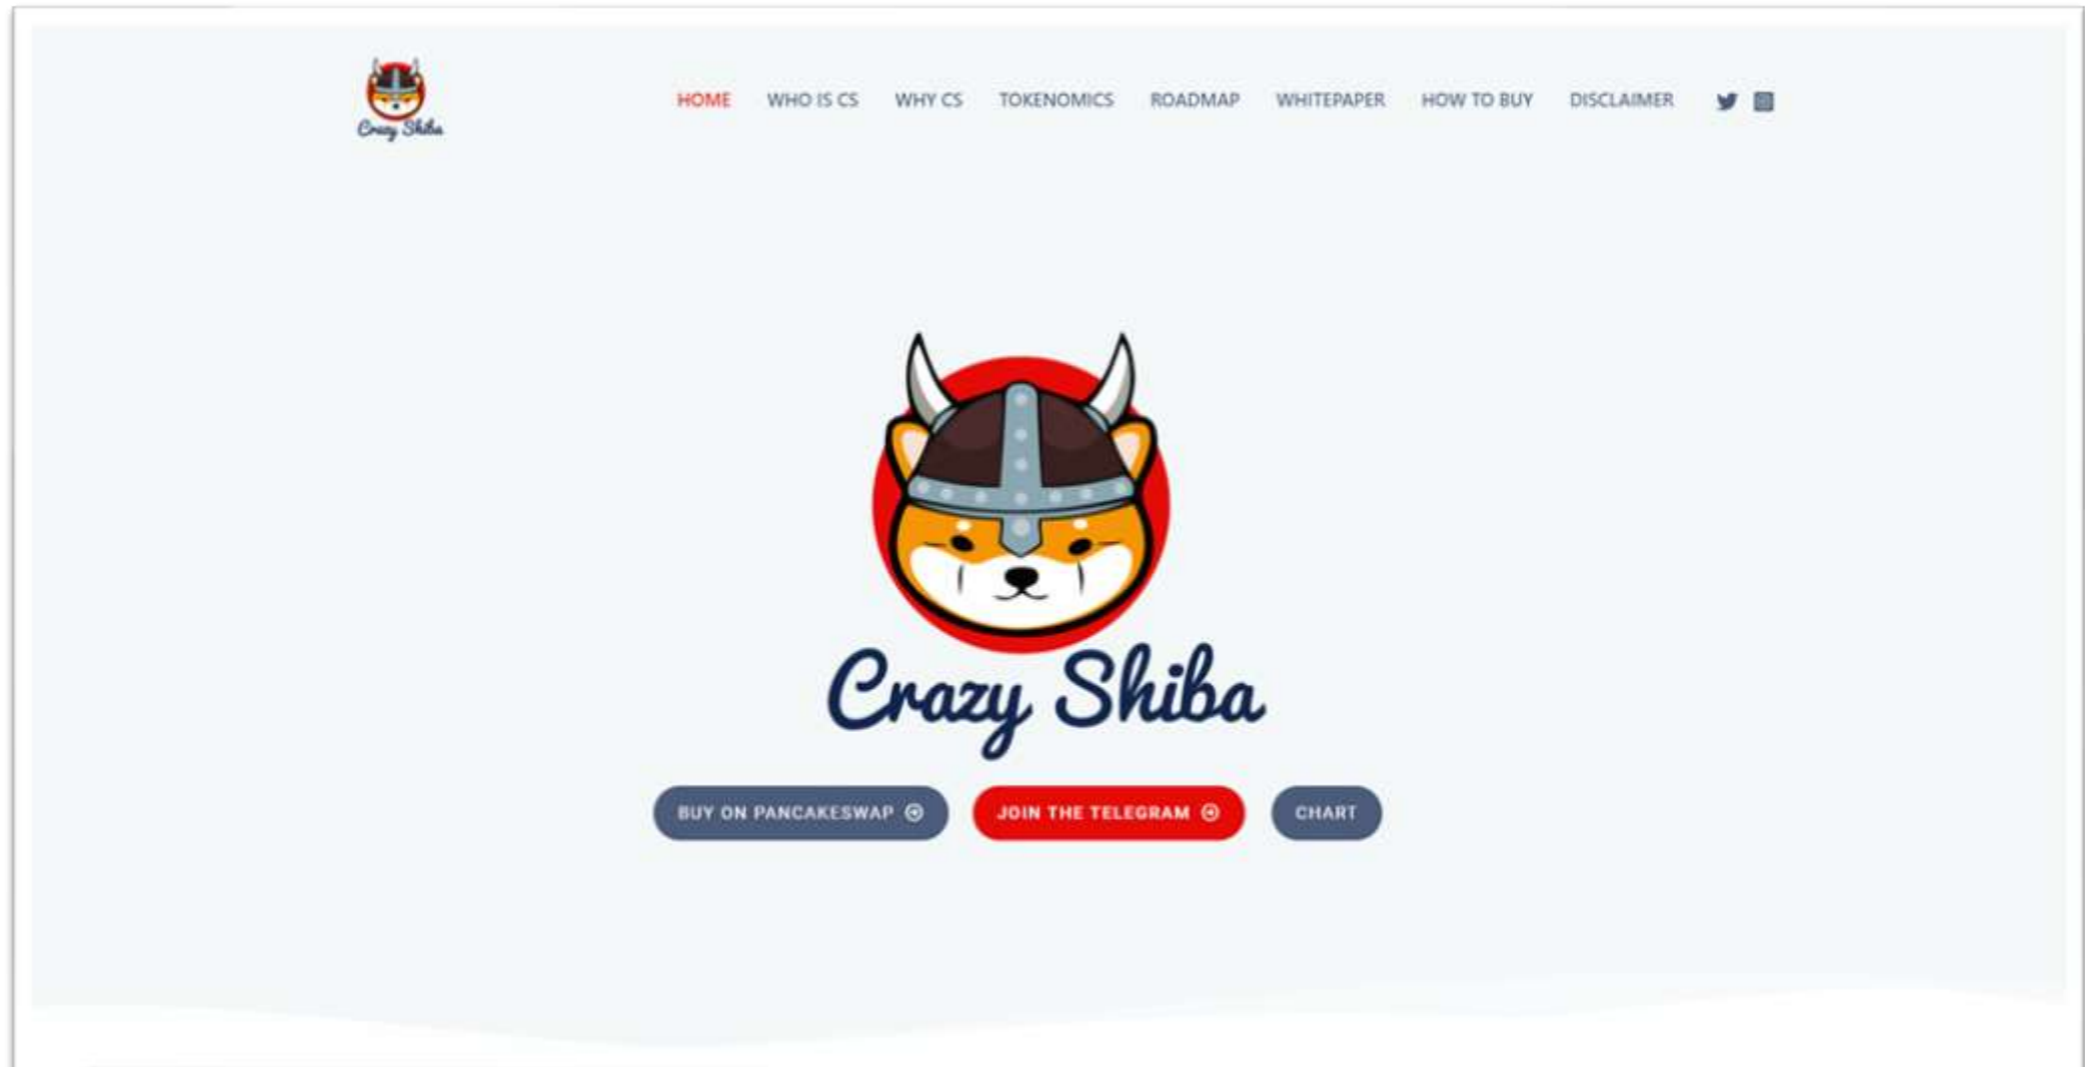 Crazy Shiba
HOME WHO IS CS WHY CS TOKENOMICS ROADMAP WHITEPAPER HOW TO BUY DISCLAIMER
Crazy Shiba
BUY ON PANCAKESWAP JOIN THE TELEGRAM CHART